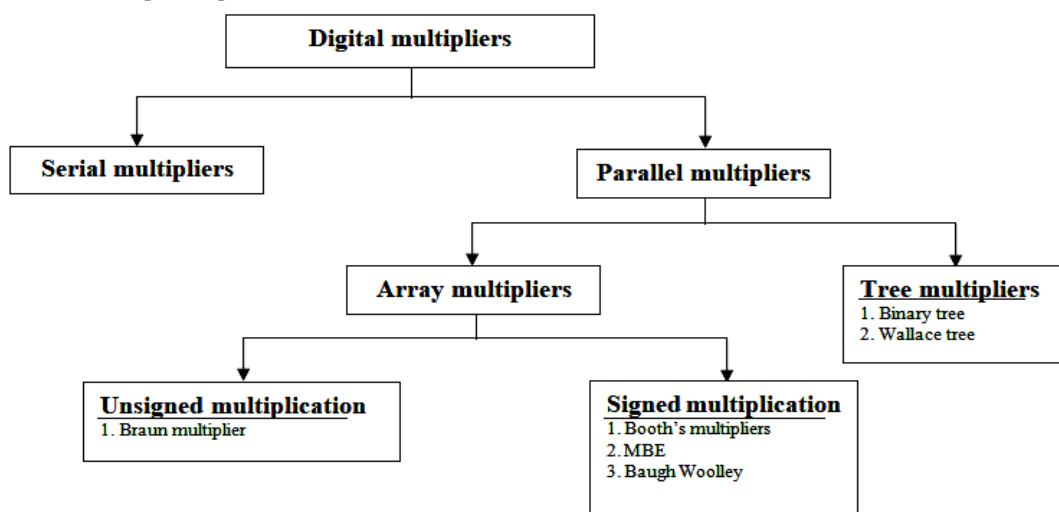 Digital multipliers
Serial multipliers
Parallel multipliers
Array multipliers
Tree multipliers
1. Binary tree
2. Wallace tree
Unsigned multiplication
1. Braun multiplier
Signed multiplication
1. Booth's multipliers
2. MBE
3. Baugh Woolley